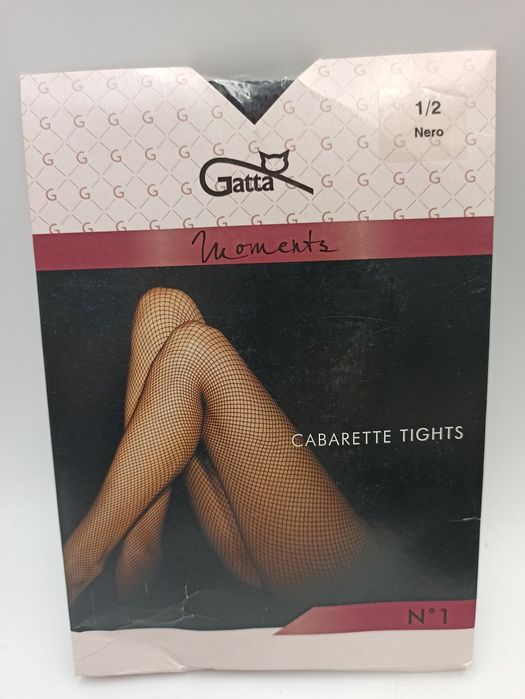 1/2
Nero
Gatta
Moments
CABARETTE TIGHTS
N°1